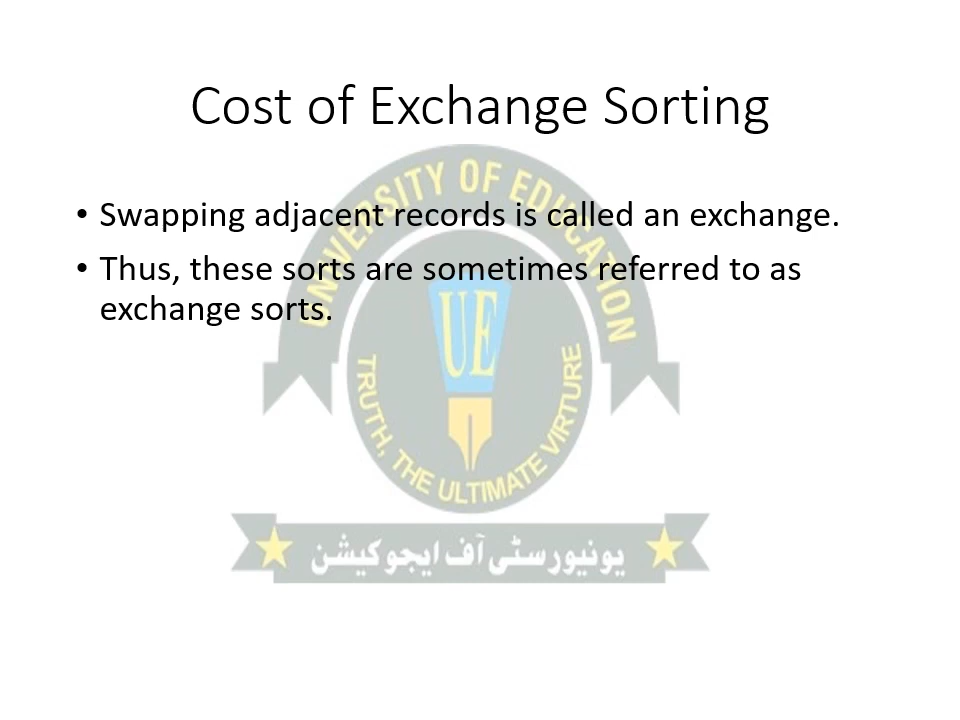 Cost of Exchange Sorting
• Swapping adjacent records is called an exchange.
• Thus, these sorts are sometimes referred to as
exchange sorts.
UNIVERSITY OF EDUCATION
UE
TRUTH, THE ULTIMATE VIRTURE
یونیورسٹی آف ایجوکیشن